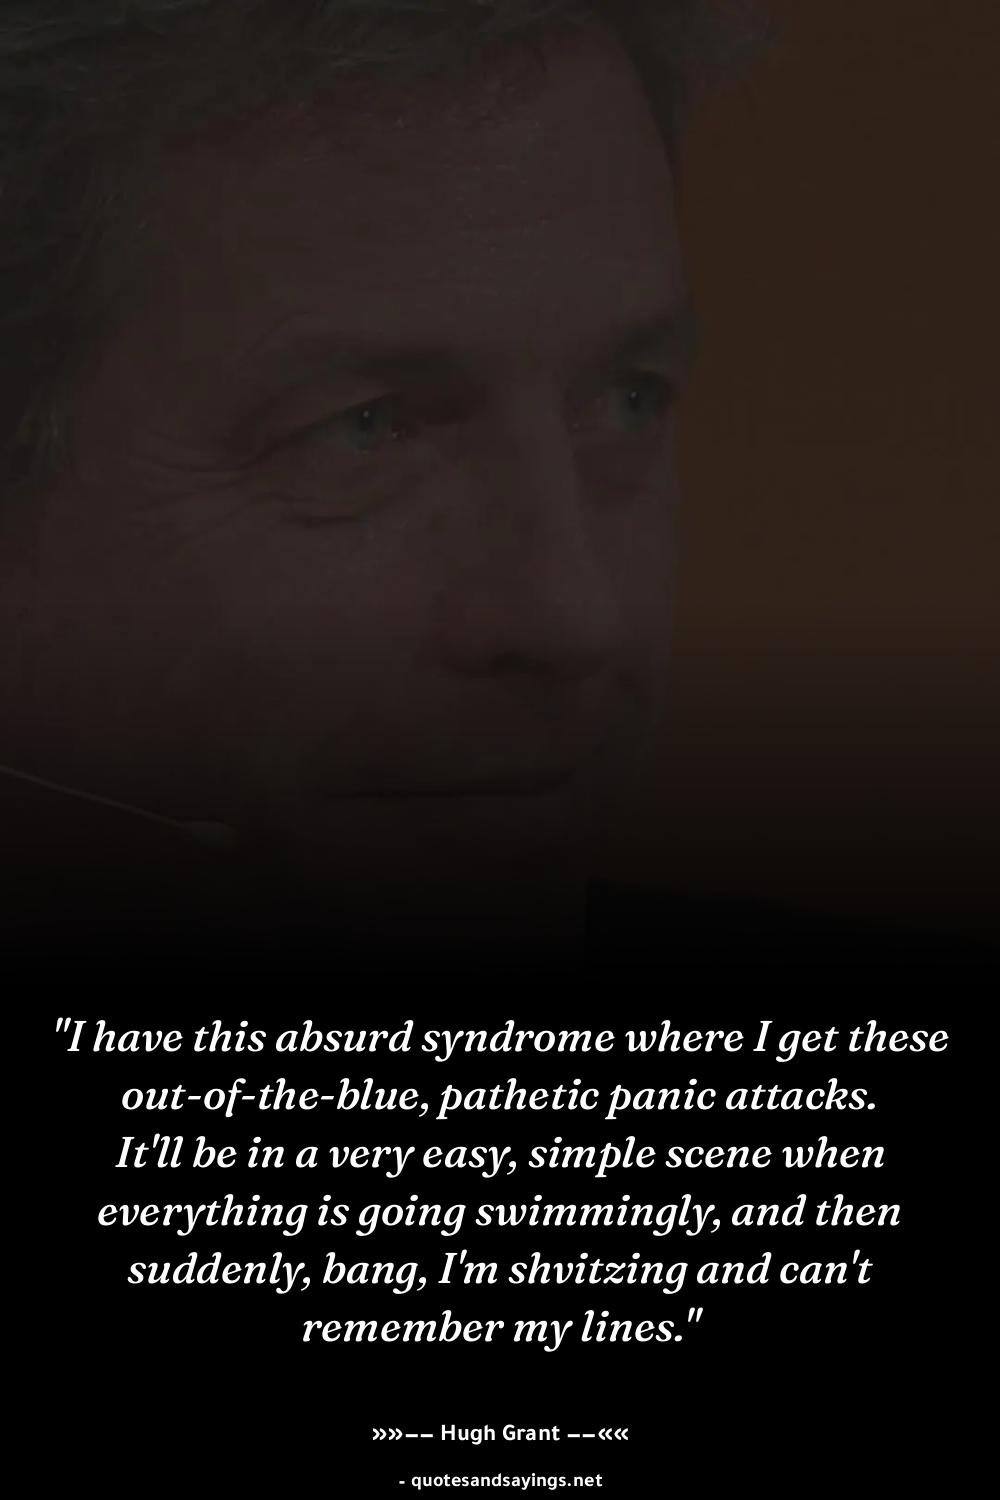 "I have this absurd syndrome where I get these
out-of-the-blue, pathetic panic attacks.
It'll be in a very easy, simple scene when
everything is going swimmingly, and then
suddenly, bang, I'm shvitzing and can't
remember my lines."
»»−− Hugh Grant −−««
- quotesandsayings.net